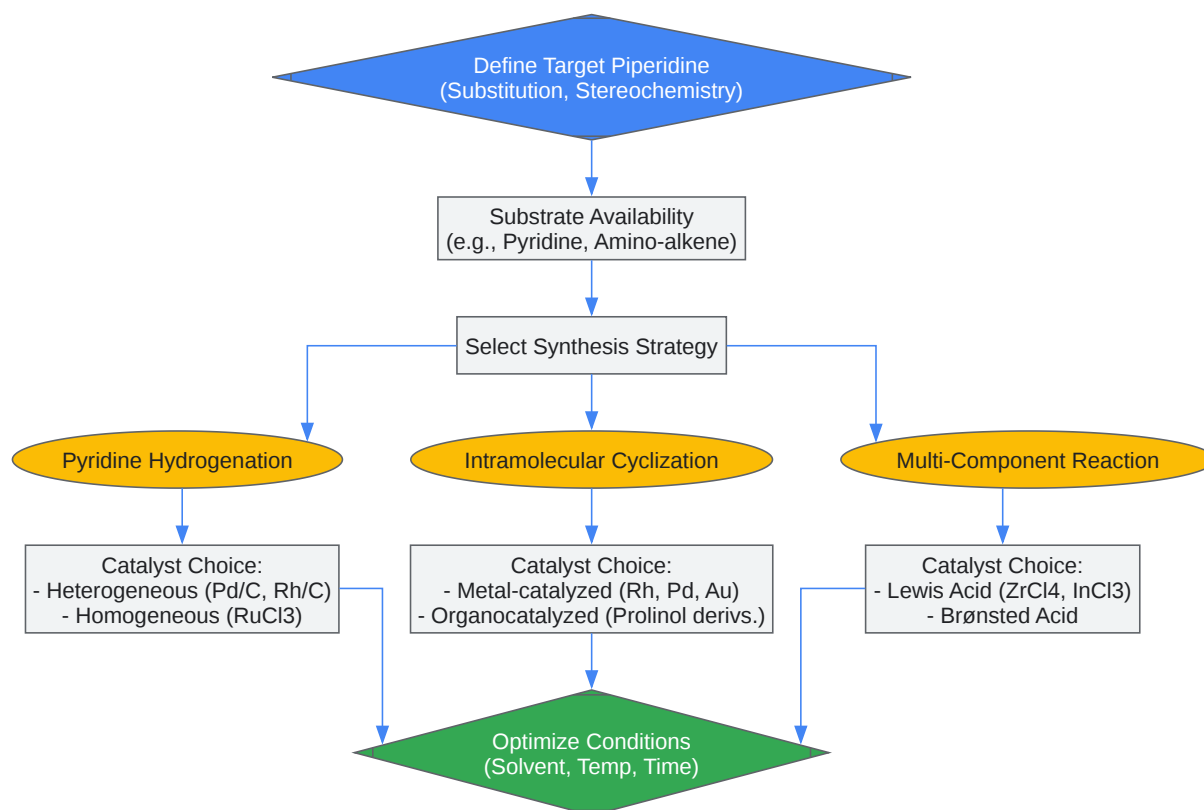 Define Target Piperidine
(Substitution, Stereochemistry)
Substrate Availability
(e.g., Pyridine, Amino-alkene)
Select Synthesis Strategy
Pyridine Hydrogenation
Intramolecular Cyclization
Multi-Component Reaction
Catalyst Choice:
- Heterogeneous (Pd/C, Rh/C)
- Homogeneous (RuCl3)
Catalyst Choice:
- Metal-catalyzed (Rh, Pd, Au)
- Organocatalyzed (Prolinol derivs.)
Catalyst Choice:
- Lewis Acid (ZrCl4, InCl3)
- Brønsted Acid
Optimize Conditions
(Solvent, Temp, Time)